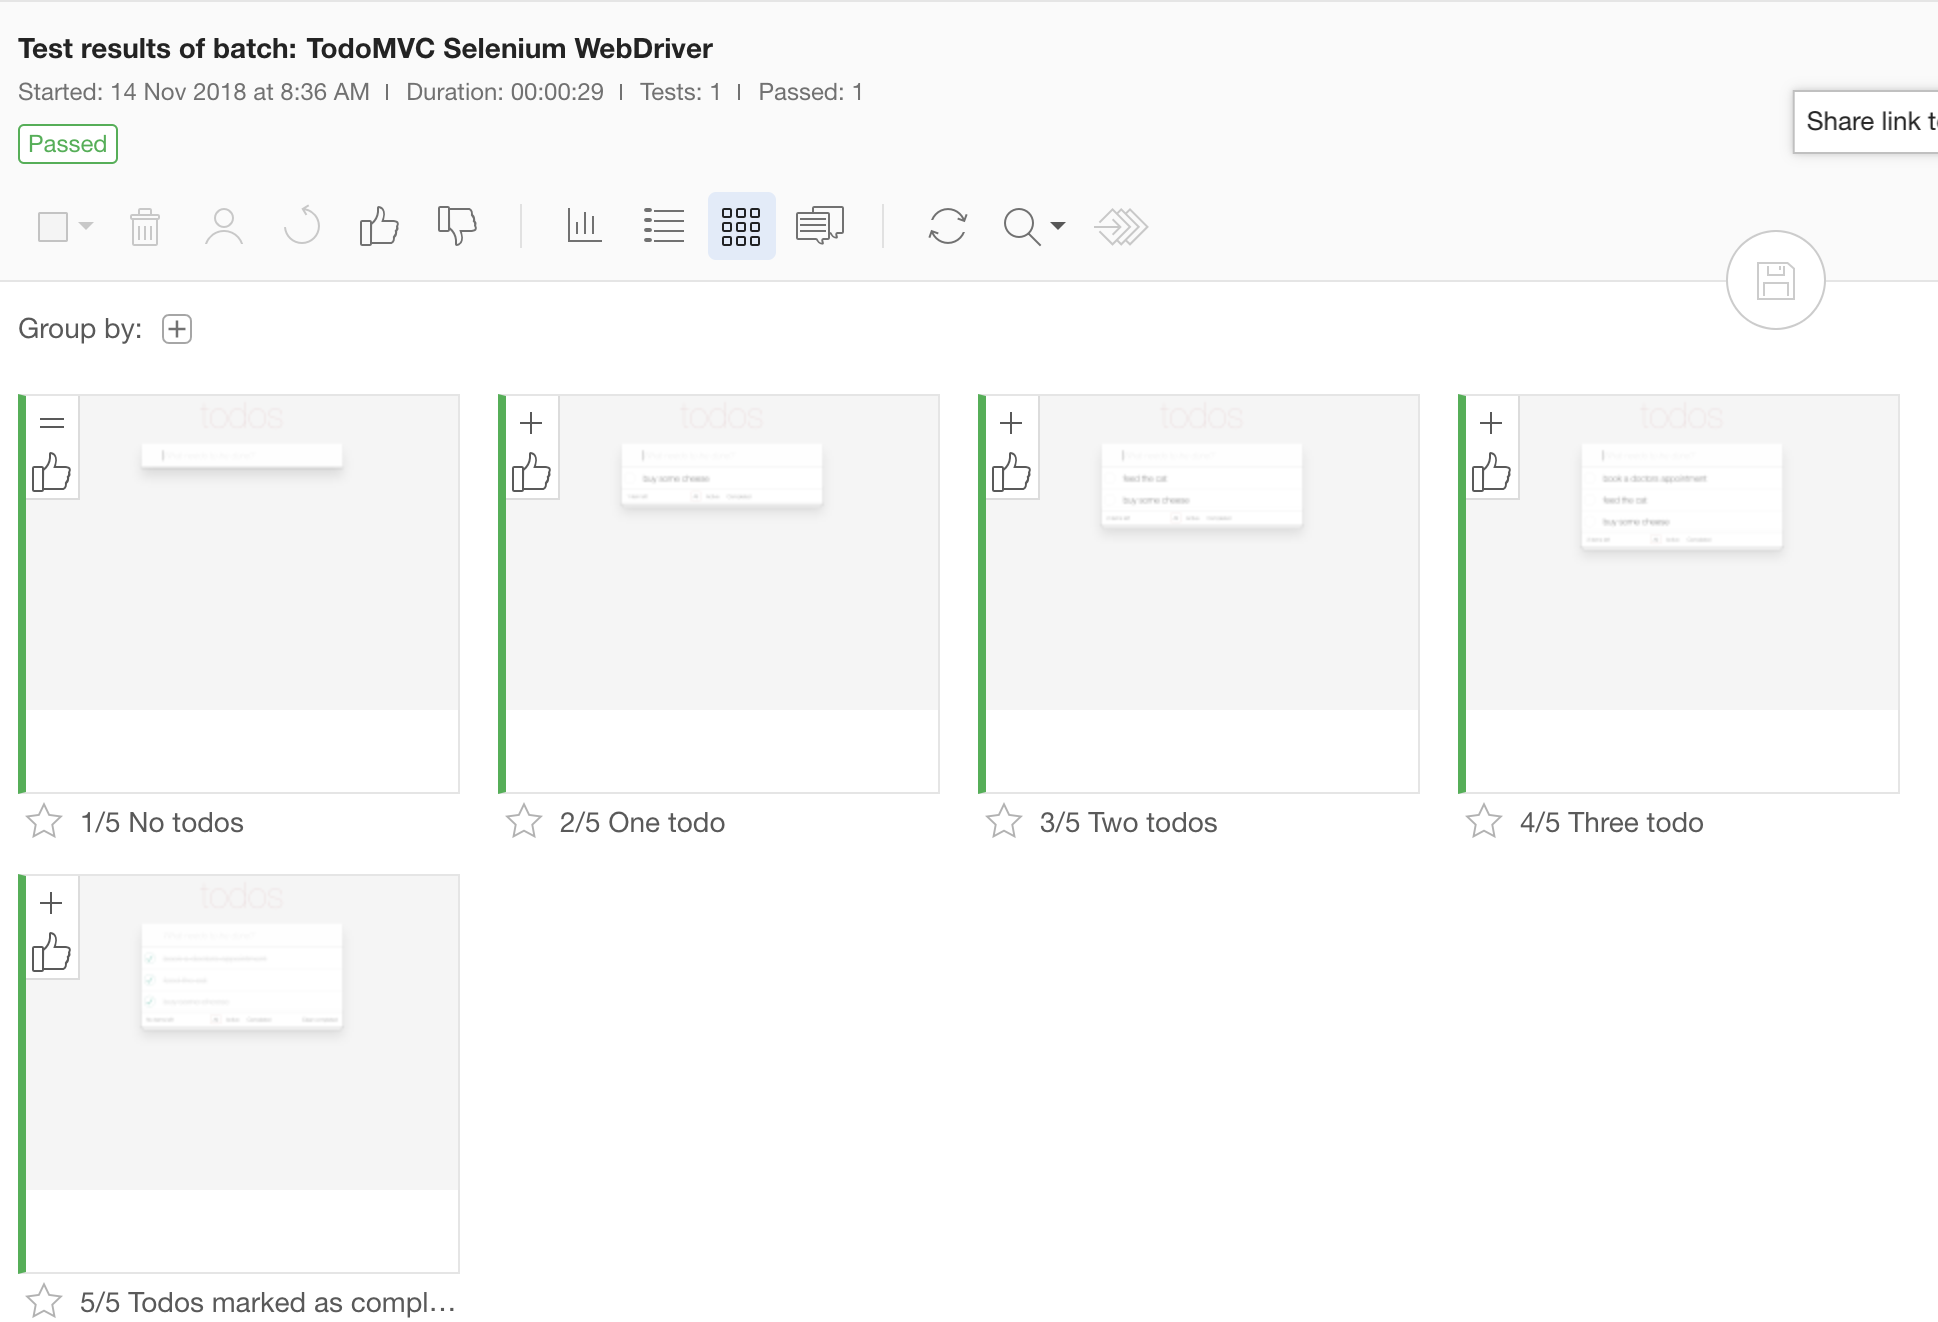 Test results of batch: TodoMVC Selenium WebDriver
Started: 14 Nov 2018 at 8:36 AM | Duration: 00:00:29 | Tests: 1 | Passed: 1
Share link t
Passed
Group by:
todos
todos
buy some cheese
todos
feed the cat
buy some cheese
todos
book a doctors appointment
feed the cat
buy some cheese
1/5 No todos
2/5 One todo
3/5 Two todos
4/5 Three todo
todos
5/5 Todos marked as compl...